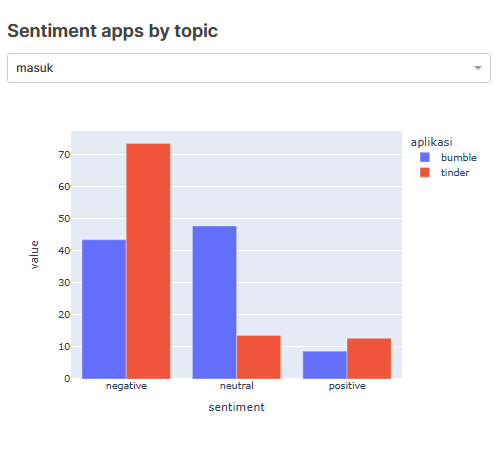 Sentiment apps by topic
masuk
aplikasi
bumble
tinder
value
70
60
50
40
30
20
10
0
negative
neutral
positive
sentiment